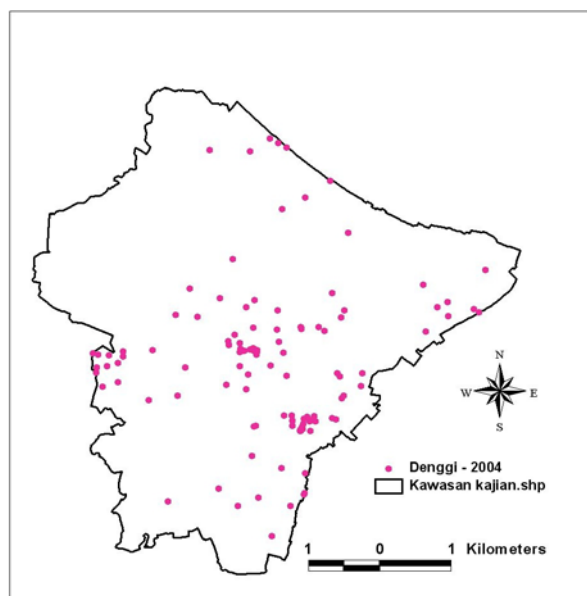 N
W E
S
Denggi - 2004
Kawasan kajian.shp
1 0 1 Kilometers